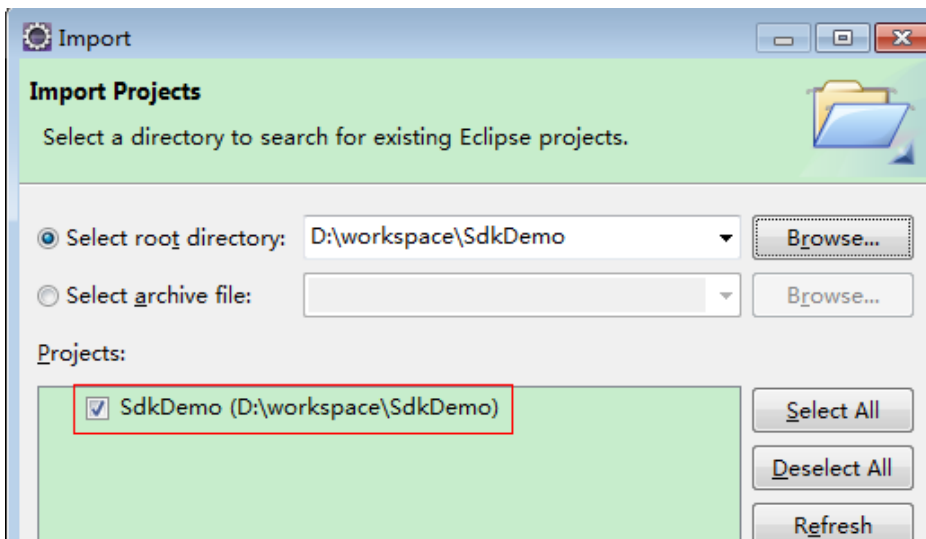 Import
Import Projects
Select a directory to search for existing Eclipse projects.
Select root directory: D:\workspace\SdkDemo Browse...
Select archive file: Browse...
Projects:
SdkDemo (D:\workspace\SdkDemo) Select All
Deselect All
Refresh